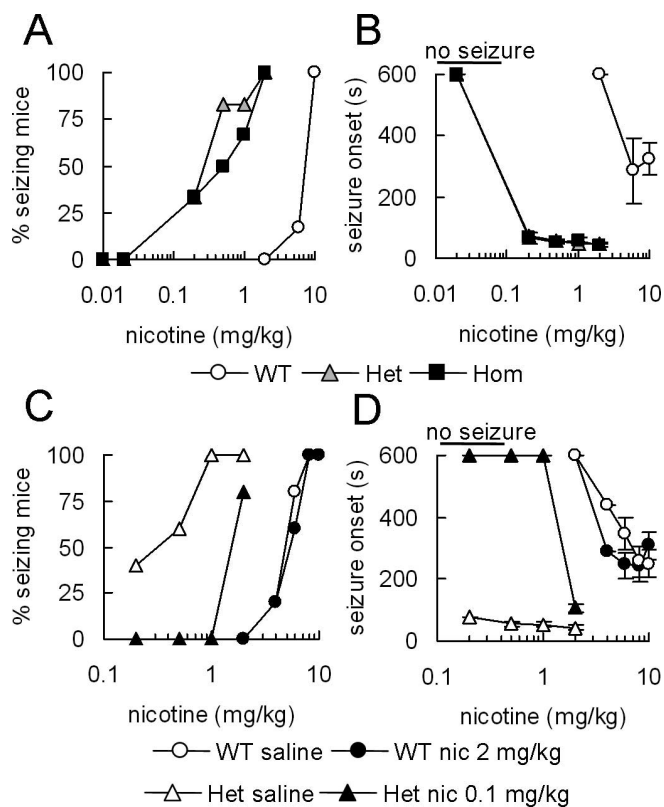 A
B
no seizure
100
75
50
25
0
% seizing mice
0.01
0.1
1
10
nicotine (mg/kg)
600
400
200
0
seizure onset (s)
0.01
0.1
1
10
nicotine (mg/kg)
WT Het Hom
C
D
no seizure
100
75
50
25
0
% seizing mice
0.1
1
10
nicotine (mg/kg)
600
400
200
0
seizure onset (s)
0.1
1
10
nicotine (mg/kg)
WT saline WT nic 2 mg/kg
Het saline Het nic 0.1 mg/kg